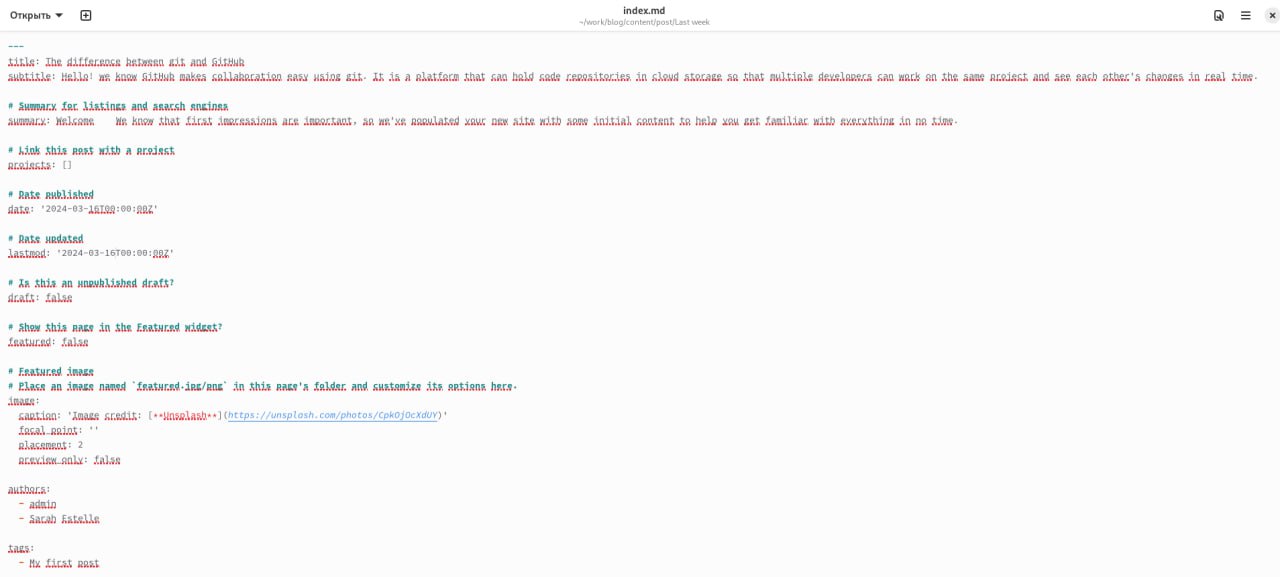 Открыть
index.md
~/work/blog/content/post/Last week
---
title: The difference between git and GitHub
subtitle: Hello! we know GitHub makes collaboration easy using git. It is a platform that can hold code repositories in cloud storage so that multiple developers can work on the same project and see each other's changes in real time.
# Summary for listings and search engines
summary: Welcome    We know that first impressions are important, so we've populated your new site with some initial content to help you get familiar with everything in no time.
# Link this post with a project
projects: []
# Date published
date: '2024-03-16T00:00:00Z'
# Date updated
lastmod: '2024-03-16T00:00:00Z'
# Is this an unpublished draft?
draft: false
# Show this page in the Featured widget?
featured: false
# Featured image
# Place an image named `featured.jpg/png` in this page's folder and customize its options here.
image:
  caption: 'Image credit: [**Unsplash**](https://unsplash.com/photos/CpkOjOcXdUY)'
  focal_point: ''
  placement: 2
  preview_only: false
authors:
  - admin
  - Sarah Estelle
tags:
  - My first post